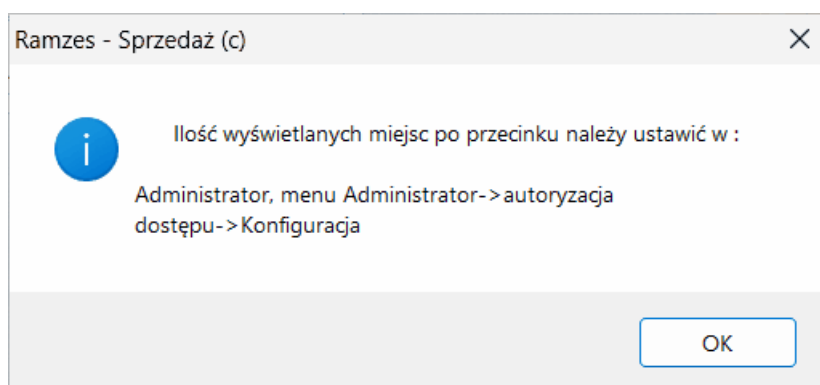 Ramzes - Sprzedaż (c)
Ilość wyświetlanych miejsc po przecinku należy ustawić w :
Administrator, menu Administrator->autoryzacja
dostępu->Konfiguracja
OK